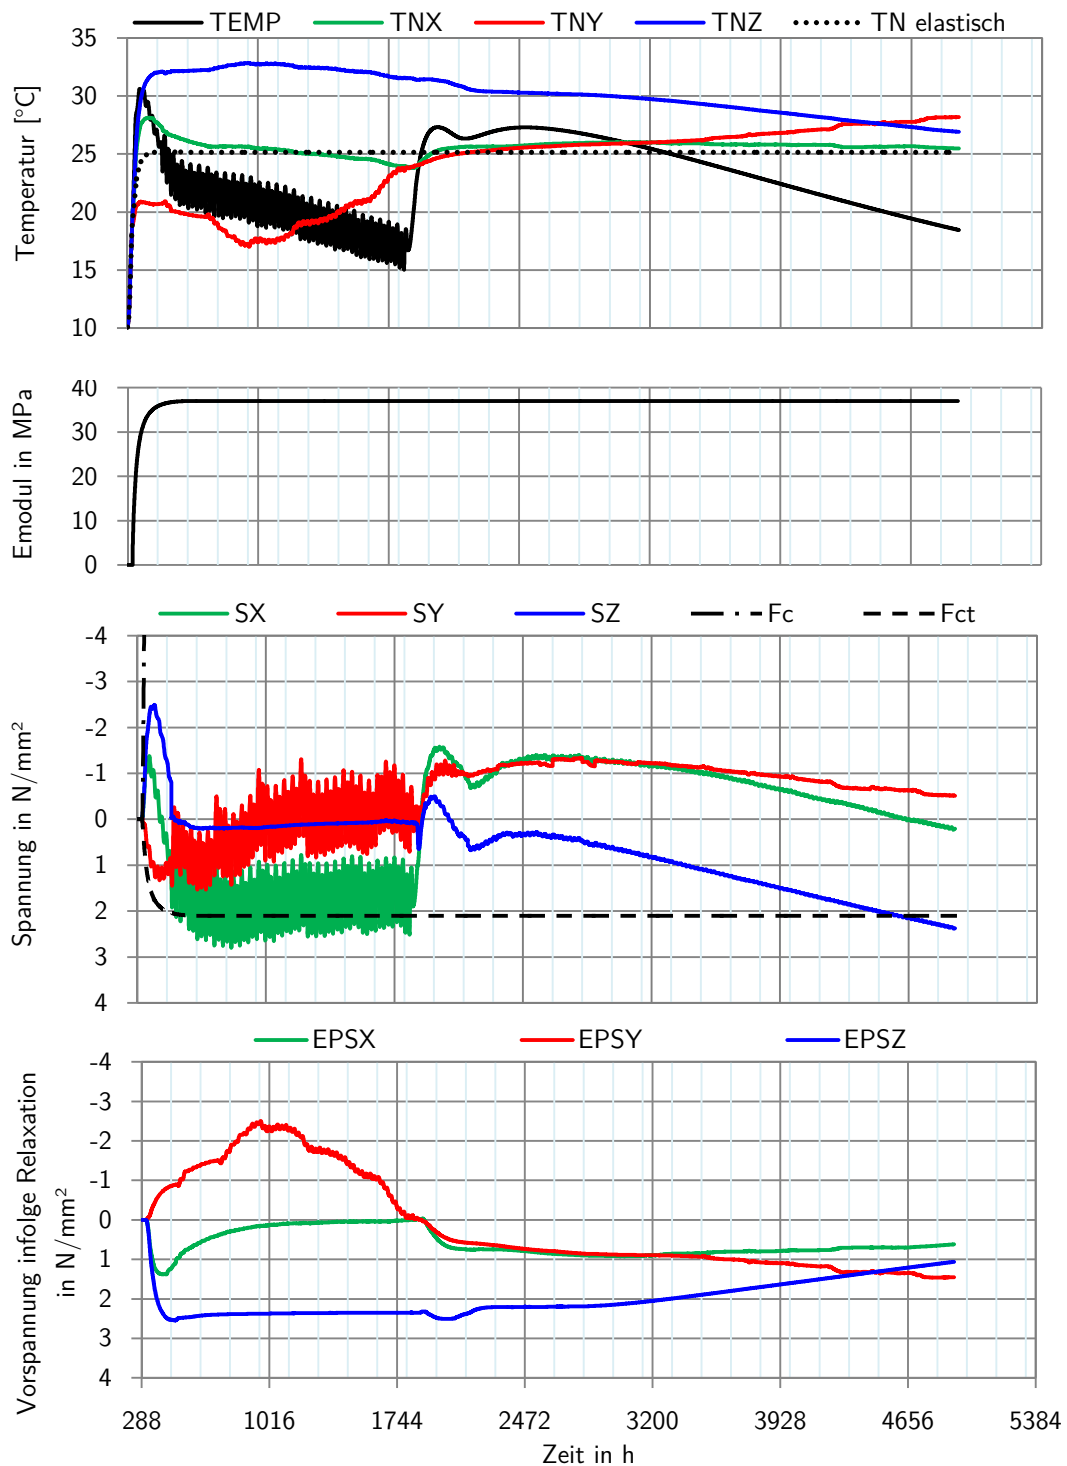 TEMP TNX TNY TNZ TN elastisch
Temperatur [°C]
35
30
25
20
15
10
Emodul in MPa
40
30
20
10
0
SX SY SZ Fc Fct
Spannung in N/mm²
-4
-3
-2
-1
0
1
2
3
4
EPSX EPSY EPSZ
Vorspannung infolge Relaxation
in N/mm²
-4
-3
-2
-1
0
1
2
3
4
288 1016 1744 2472 3200 3928 4656 5384
Zeit in h